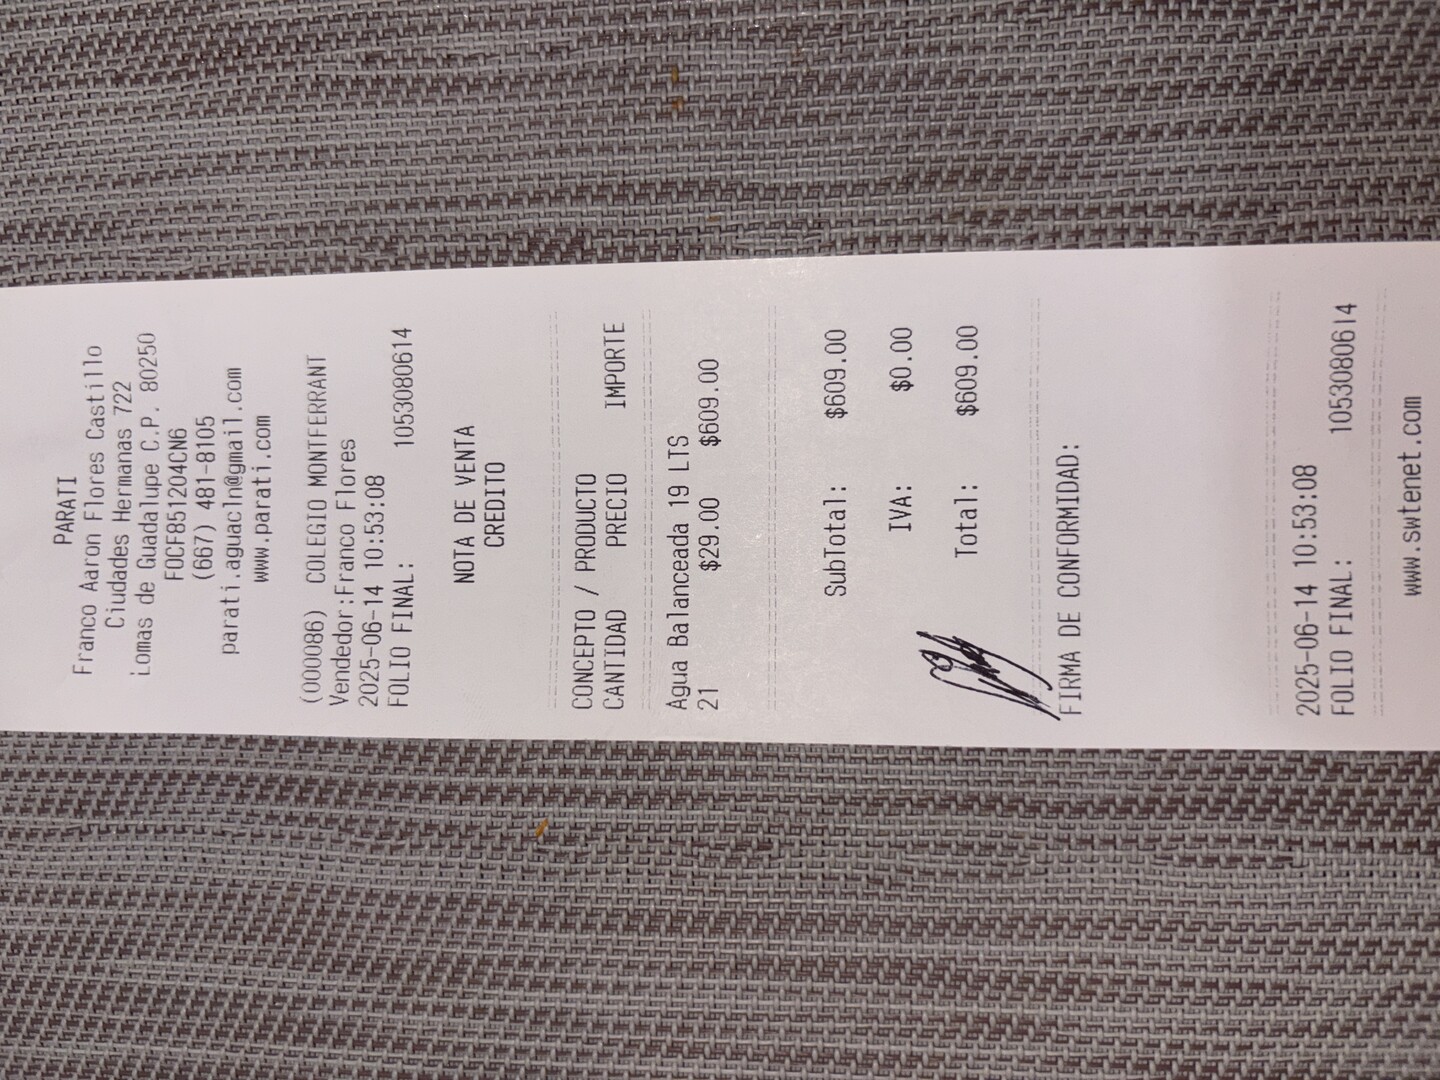 PARATI
Franco Aaron Flores Castillo
Ciudades Hermanas 722
Lomas de Guadalupe C.P. 80250
FOCF851204CN6
(667) 481-8105
parati.aguacln@gmail.com
www.parati.com
(000086) COLEGIO MONTFERRANT
Vendedor:Franco Flores
2025-06-14 10:53:08
FOLIO FINAL: 1053080614
NOTA DE VENTA
CREDITO
CONCEPTO / PRODUCTO
CANTIDAD PRECIO IMPORTE
Agua Balanceada 19 LTS
21 $29.00 $609.00
SubTotal: $609.00
IVA: $0.00
Total: $609.00
FIRMA DE CONFORMIDAD:
2025-06-14 10:53:08
FOLIO FINAL: 1053080614
www.swtenet.com